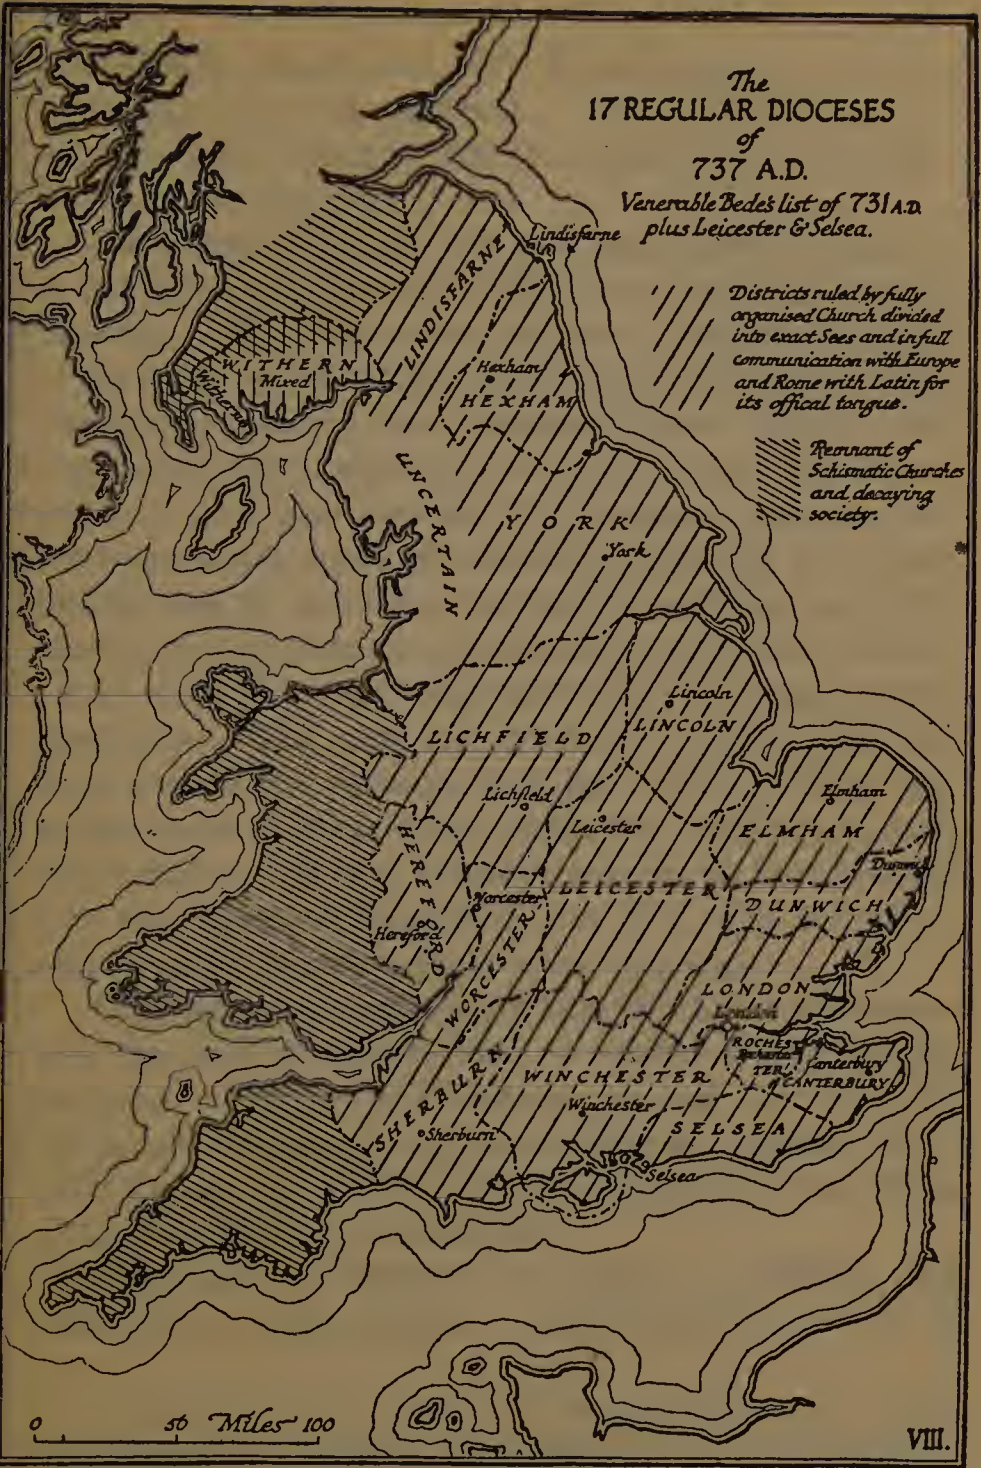 The
17 REGULAR DIOCESES
of
737 A.D.
Venerable Bede's list of 731 A.D.
plus Leicester & Selsea.
Districts ruled by fully
organised Church divided
into exact Sees and in full
communication with Europe
and Rome with Latin for
its offical tongue.
Remnant of
Schismatic Churches
and decaying
society.
Lindisfarne
LINDISFARNE
WITHERN
Mixed
Witherne
Hexham
HEXHAM
UNCERTAIN
YORK
York
Lincoln
LINCOLN
LICHFIELD
Lichfield
Leicester
LEICESTER
Elmham
ELMHAM
DUNWICH
HEREFORD
Hereford
Worcester
WORCESTER
LONDON
London
ROCHES
TER
Canterbury
CANTERBURY
WINCHESTER
Winchester
SHERBURN
Sherburn
SELSEA
Selsea
0 50 Miles 100
VIII.